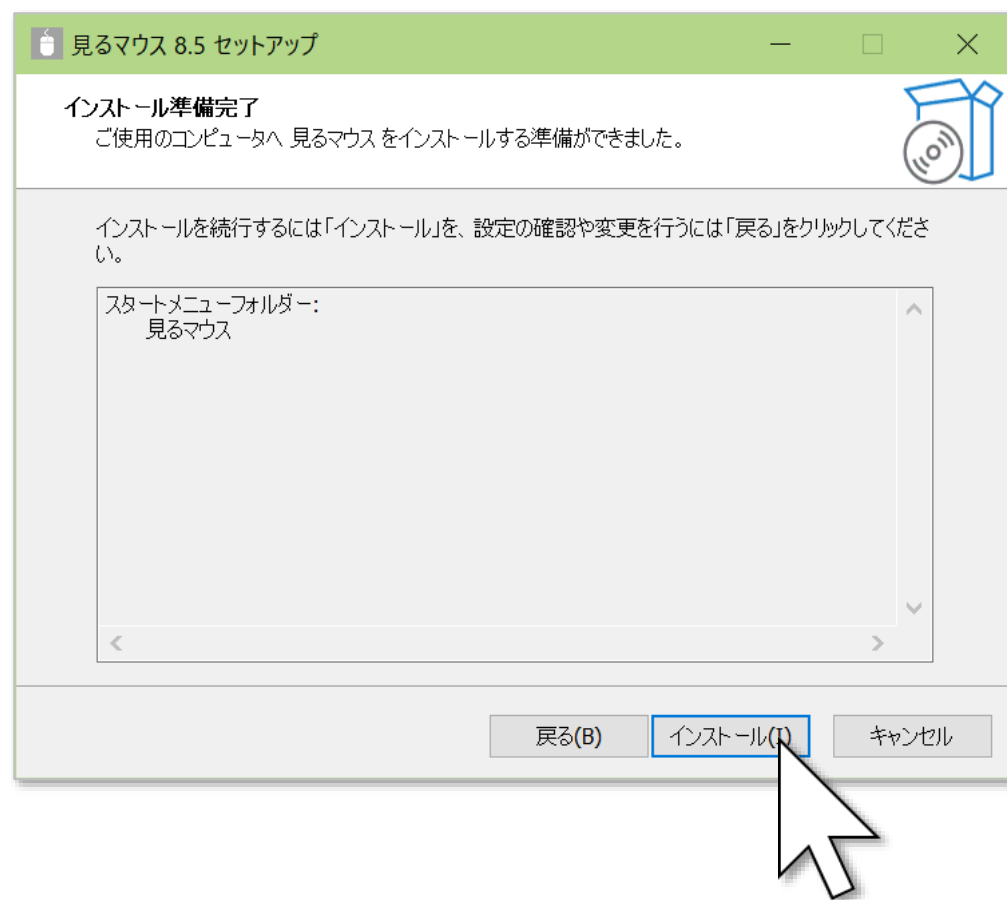 見るマウス 8.5 セットアップ
インストール準備完了
ご使用のコンピュータへ 見るマウス をインストールする準備ができました。
インストールを続行するには「インストール」を、設定の確認や変更を行うには「戻る」をクリックしてくださ
い。
スタートメニューフォルダー:
見るマウス
戻る(B) インストール(I) キャンセル